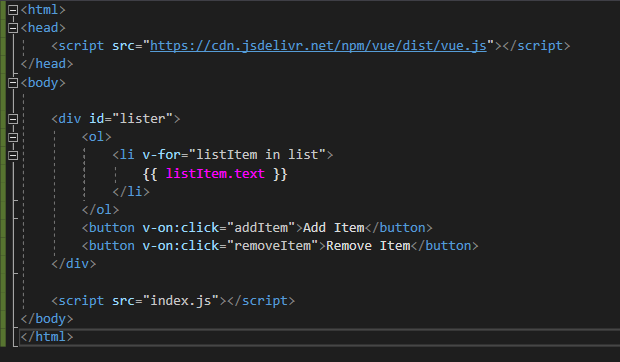 <html>
<head>
    <script src="https://cdn.jsdelivr.net/npm/vue/dist/vue.js"></script>
</head>
<body>
    <div id="lister">
        <ol>
            <li v-for="listItem in list">
                {{ listItem.text }}
            </li>
        </ol>
        <button v-on:click="addItem">Add Item</button>
        <button v-on:click="removeItem">Remove Item</button>
    </div>
    <script src="index.js"></script>
</body>
</html>